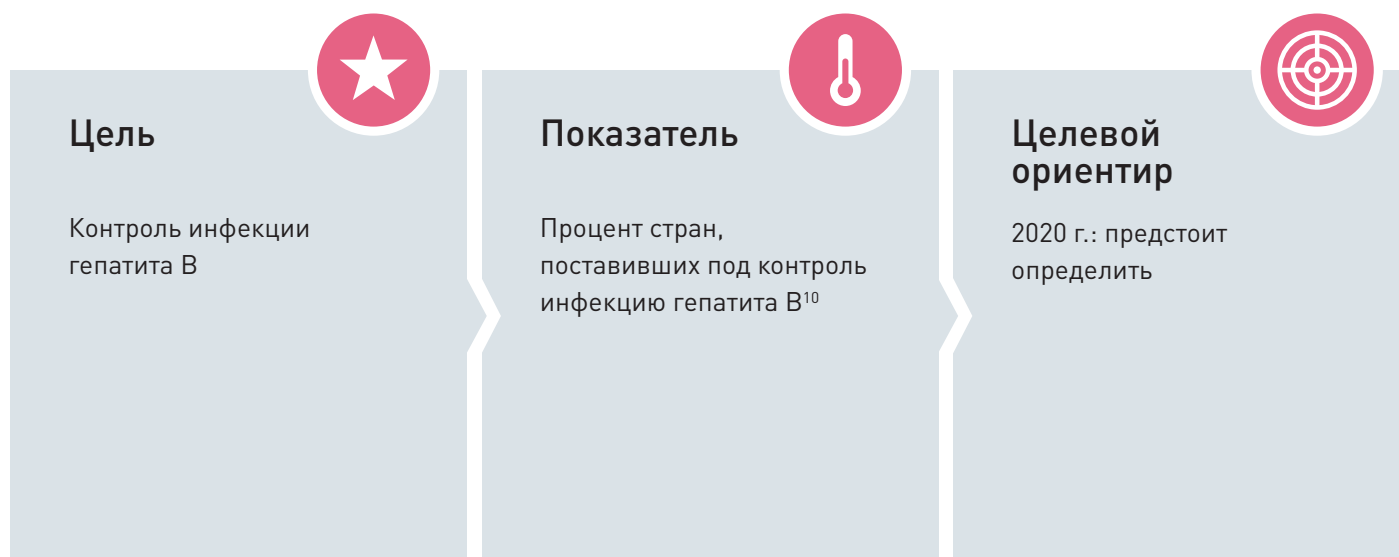 Цель
Контроль инфекции
гепатита В
Показатель
Процент стран,
поставивших под контроль
инфекцию гепатита В¹⁰
Целевой
ориентир
2020 г.: предстоит
определить